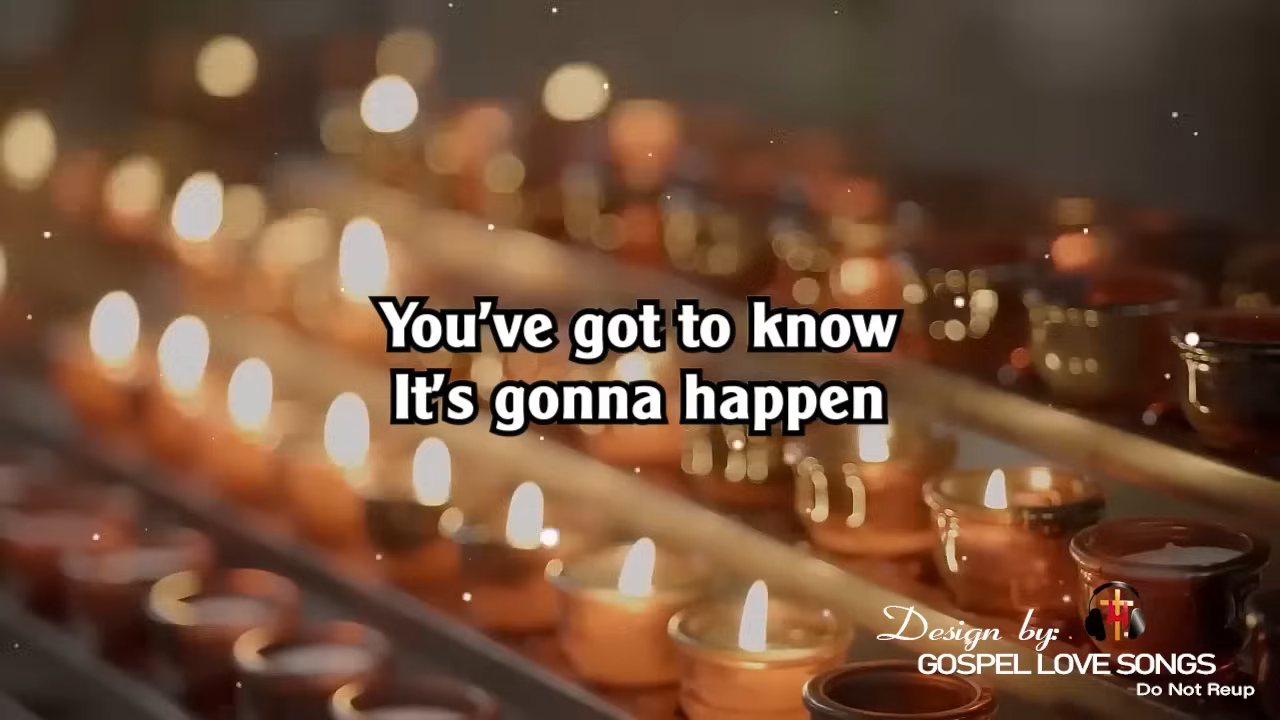 You've got to know
It's gonna happen
Design by:
GOSPEL LOVE SONGS
Do Not Reup